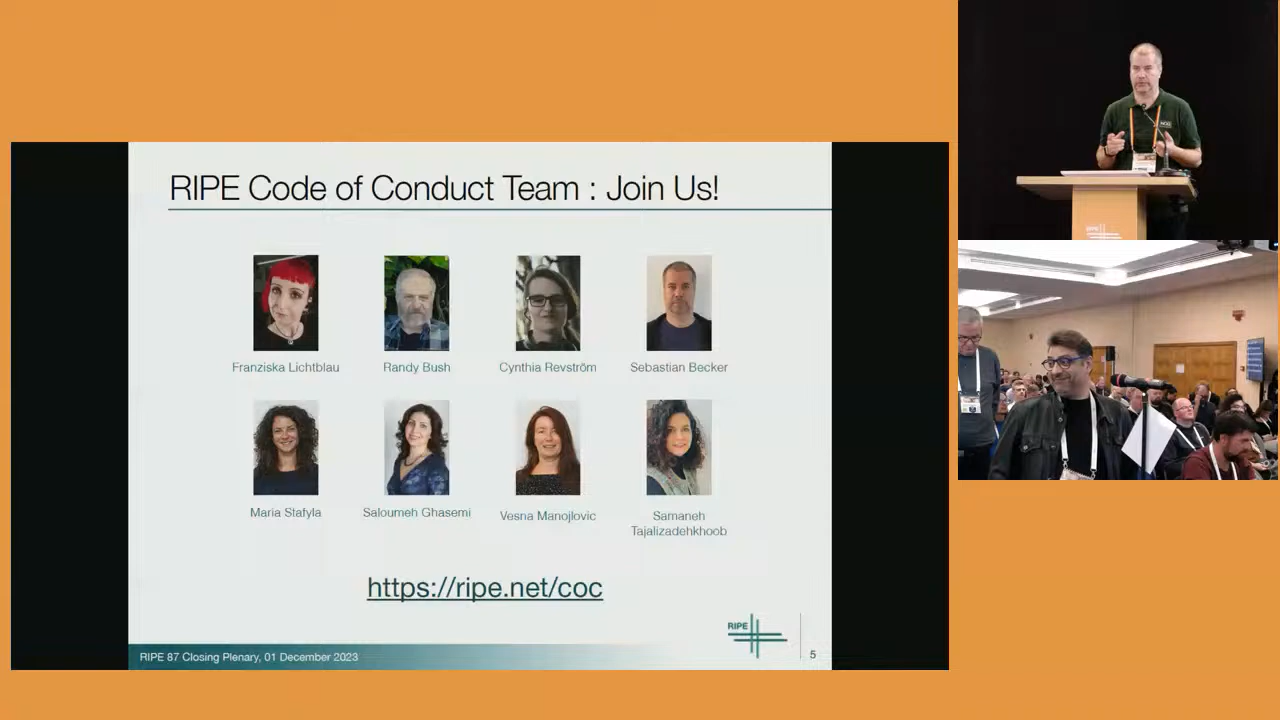 RIPE Code of Conduct Team : Join Us!
Franziska Lichtblau
Randy Bush
Cynthia Revström
Sebastian Becker
Maria Stafyla
Saloumeh Ghasemi
Vesna Manojlovic
Samaneh
Tajalizadehkhoob
https://ripe.net/coc
RIPE
RIPE 87 Closing Plenary, 01 December 2023
5
RIPE